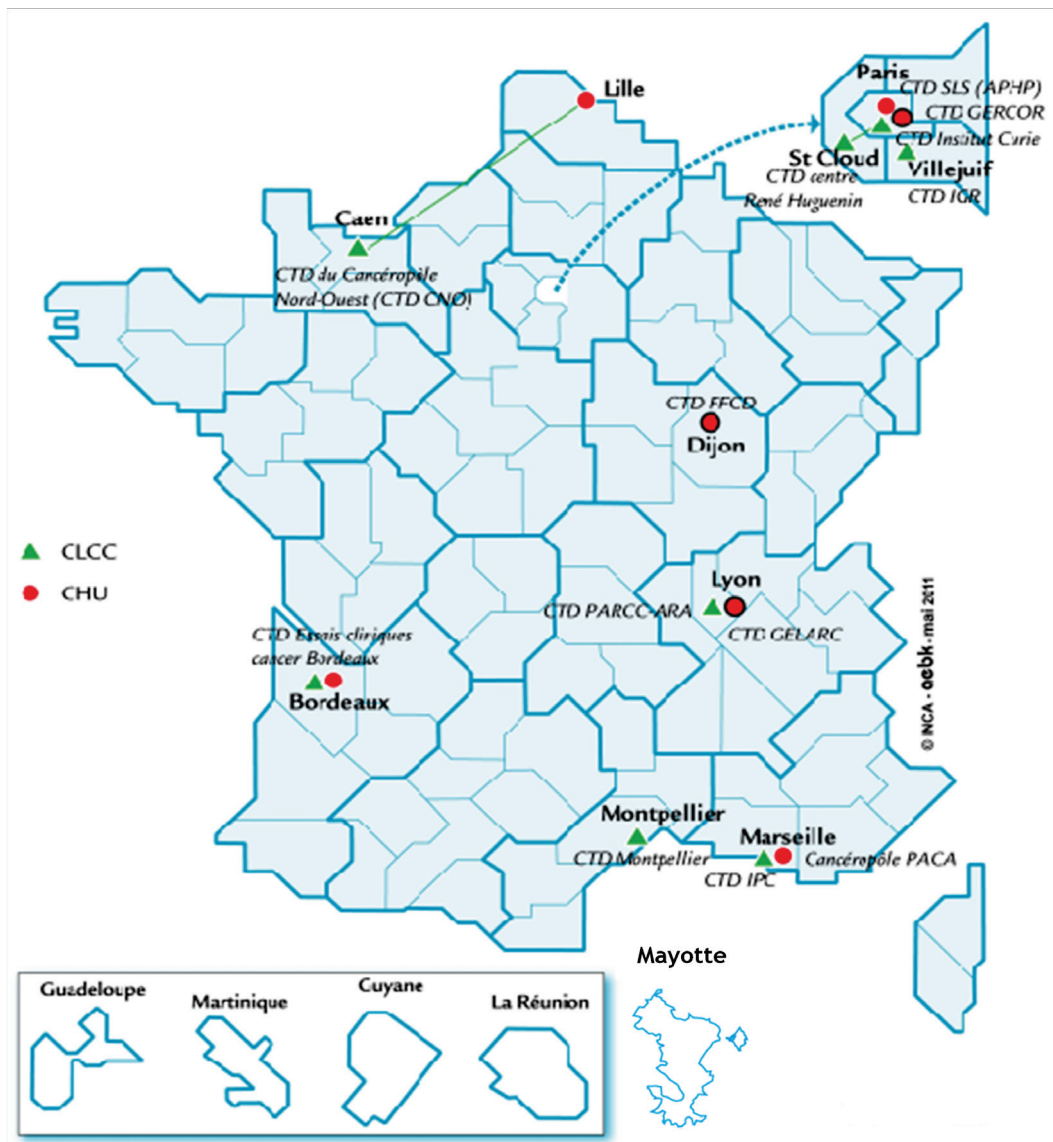 Lille
Paris
CTD SLS (APHP)
CTD GERCOR
CTD Institut Curie
St Cloud
Villejuif
CTD centre
René Huguenin
CTD IGR
Caen
CTD du Cancéropile
Nord-Ouest (CTD CNO)
CTD FFCD
Dijon
CLCC
CHU
Lyon
CTD PARCC-ARA
CTD GELARC
CTD Essais cliniques
cancer Bordeaux
Bordeaux
© INCA - aebk - mai 2011
Montpellier
CTD Montpellier
Marseille
Cancéropôle PACA
CTD IPC
Mayotte
Guadeloupe
Martinique
Guyane
La Réunion